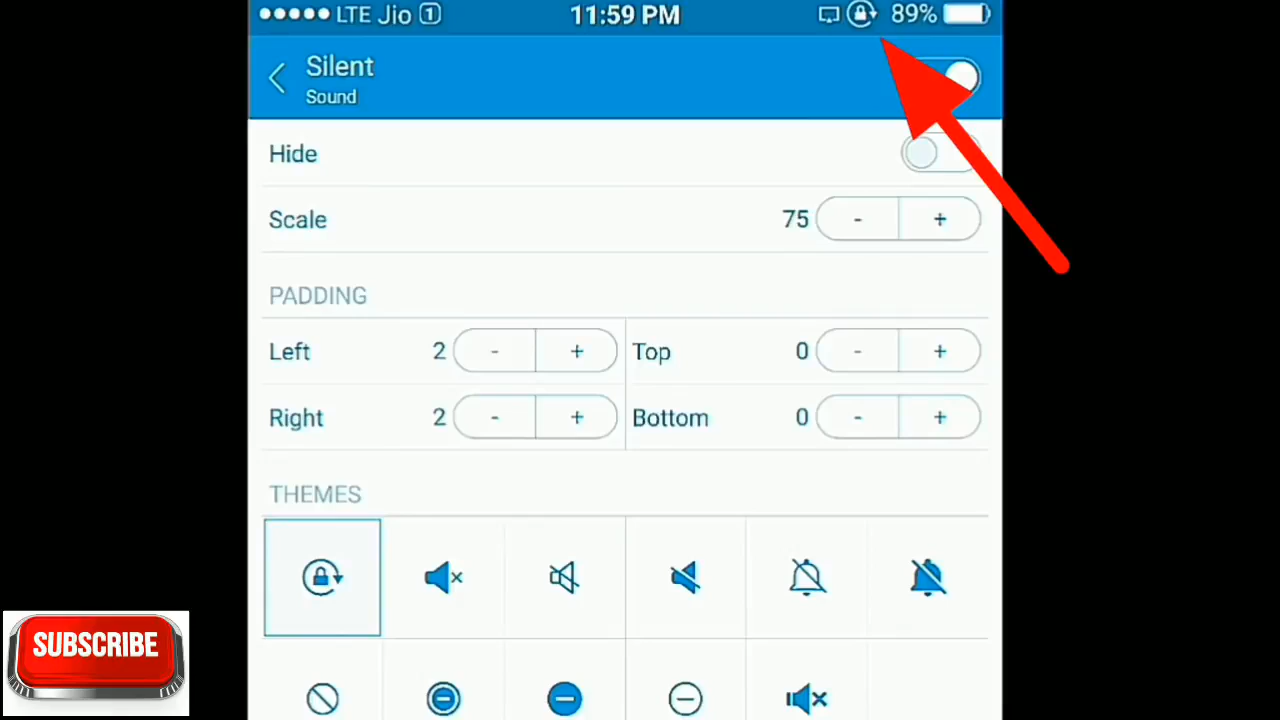 LTE Jio 1 11:59 PM 89%
Silent
Sound
Hide
Scale 75 - +
PADDING
Left 2 - + Top 0 - +
Right 2 - + Bottom 0 - +
THEMES
SUBSCRIBE